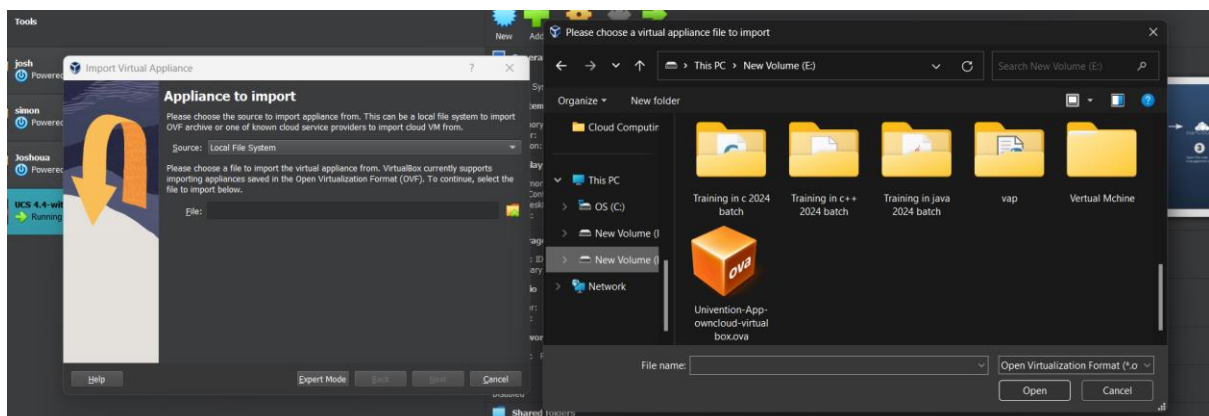 Tools
New
Add
josh
Powered
simon
Powered
Joshoua
Powered
UCS 4.4-wit
Running
Import Virtual Appliance
?
Appliance to import
Please choose the source to import appliance from. This can be a local file system to import
OVF archive or one of known cloud service providers to import cloud VM from.
Source: Local File System
Please choose a file to import the virtual appliance from. VirtualBox currently supports
importing appliances saved in the Open Virtualization Format (OVF). To continue, select the
file to import below.
File:
Help
Expert Mode
Back
Next
Cancel
Shared folders
Please choose a virtual appliance file to import
This PC › New Volume (E:)
Search New Volume (E:)
Organize
New folder
Cloud Computin
This PC
OS (C:)
New Volume (
New Volume (
Network
Training in c 2024
batch
Training in c++
2024 batch
Training in java
2024 batch
vap
Vertual Mchine
ova
Univention-App-
owncloud-virtual
box.ova
File name:
Open Virtualization Format (*.o
Open
Cancel